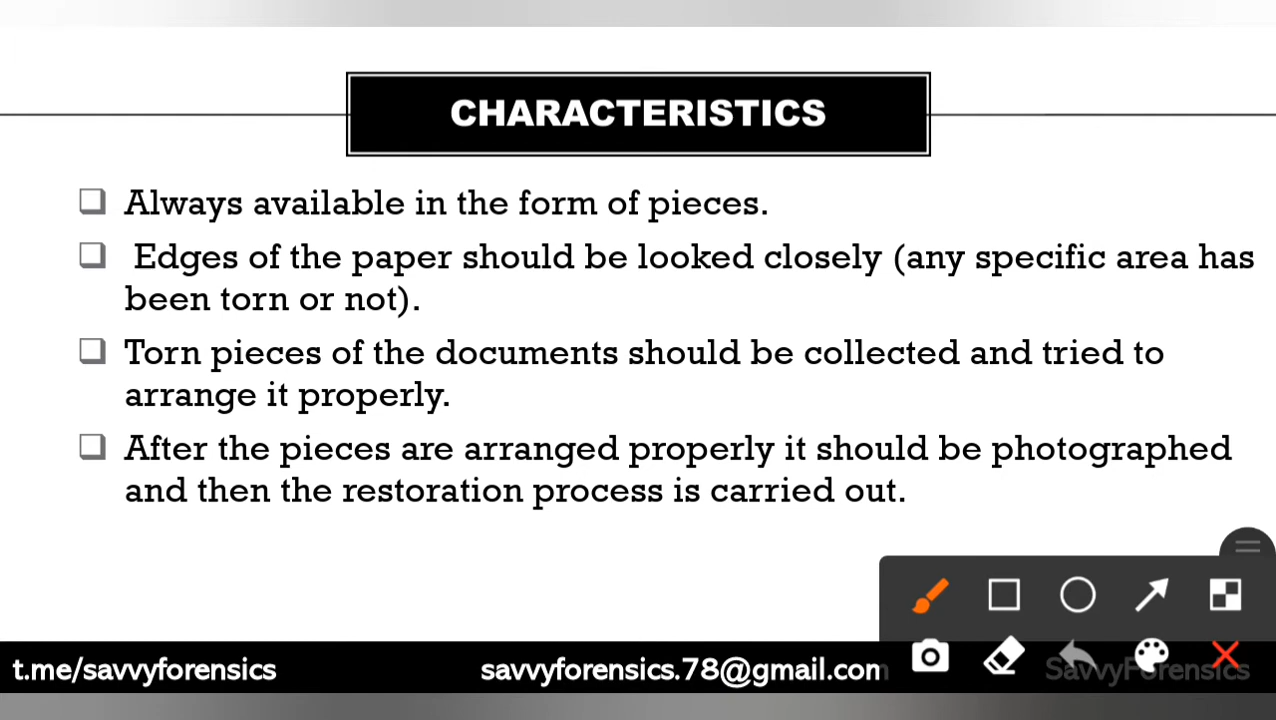 CHARACTERISTICS
Always available in the form of pieces.
Edges of the paper should be looked closely (any specific area has
been torn or not).
Torn pieces of the documents should be collected and tried to
arrange it properly.
After the pieces are arranged properly it should be photographed
and then the restoration process is carried out.
t.me/savvyforensics
savvyforensics.78@gmail.com
SavvyForensics